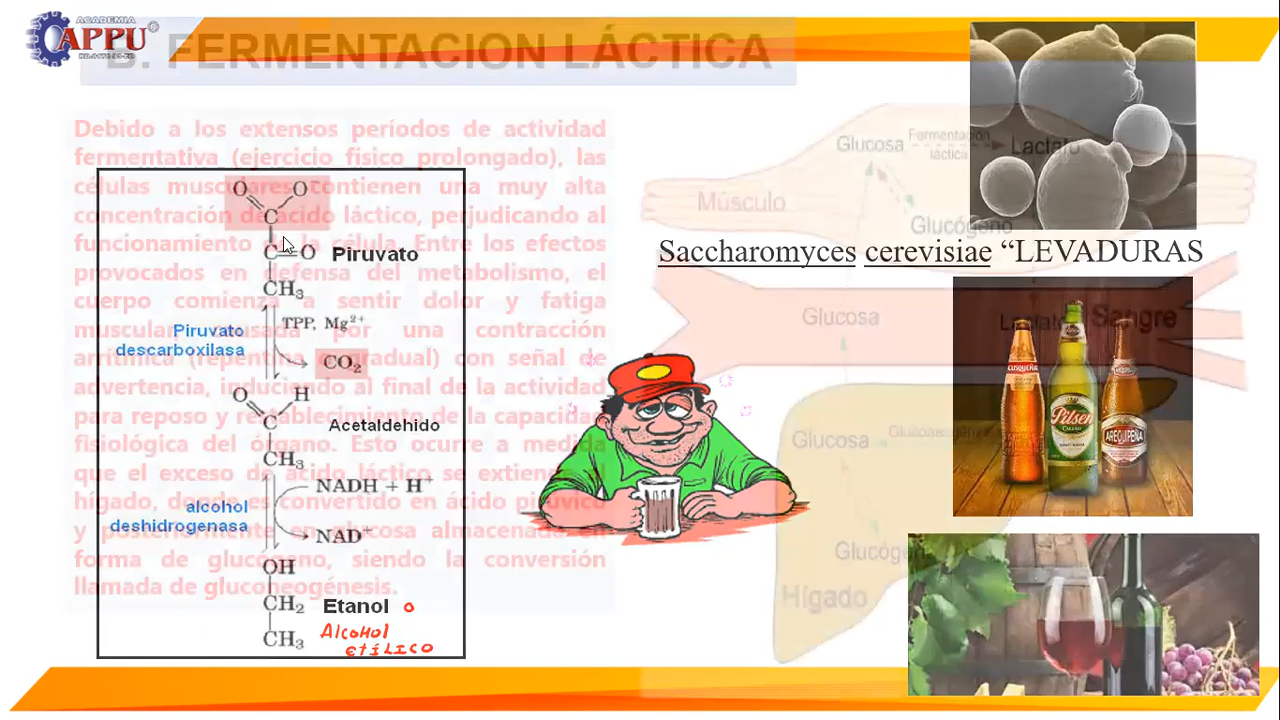 ACADEMIA
APPU
B. FERMENTACION LÁCTICA
Debido a los extensos períodos de actividad
fermentativa (ejercicio físico prolongado), las
células musculares contienen una muy alta
concentración de ácido láctico, perjudicando al
funcionamiento célula. Entre los efectos
provocados en defensa del metabolismo, el
cuerpo comienza a sentir dolor y fatiga
muscular por una contracción
arrítmica (repentina gradual) con señal de
advertencia, induciendo al final de la actividad
para reposo y restablecimiento de la capacidad
fisiológica del órgano. Esto ocurre a medida
que el exceso de ácido se extiende
hígado, donde es convertido en ácido pirúvico
y posteriormente en glucosa almacenada en
forma de glucógeno, siendo la conversión
llamada de gluconeogénesis.
O O
C
C=O Piruvato
CH3
TPP, Mg2+
Piruvato
descarboxilasa
CO2
O H
C
Acetaldehido
CH3
NADH + H+
alcohol
deshidrogenasa
NAD+
OH
CH2 Etanol o
CH3 Alcohol
etílico
Glucosa Fermentación láctica Lactato
Músculo
Glucógeno
Saccharomyces cerevisiae “LEVADURAS
Glucosa
Lactato Sangre
CUSQUEÑA
Pilsen
CALLAO
AREQUIPEÑA
Glucosa
Glucógeno
Hígado